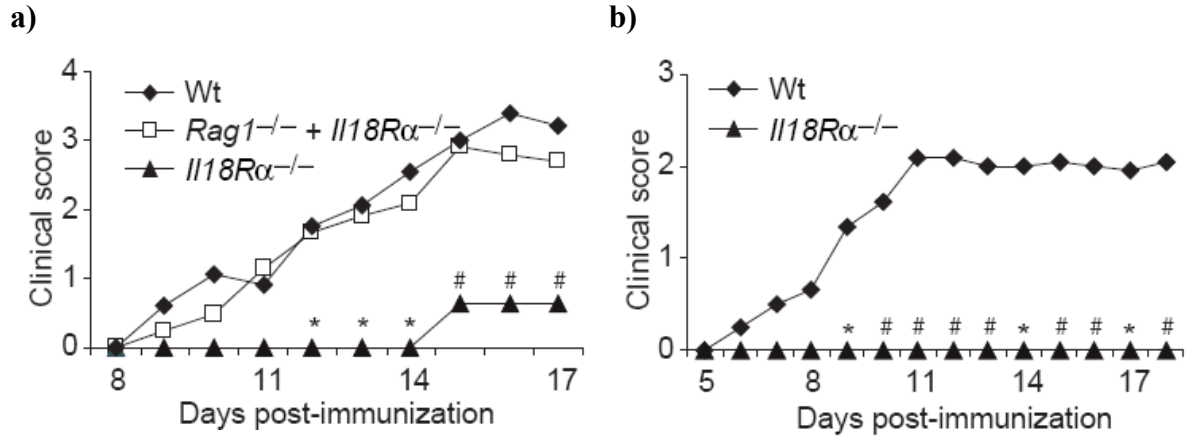 a)
4
3
2
1
0
Clinical score
Wt
Rag1–/– + Il18Rα–/–
Il18Rα–/–
* * * # # #
8 11 14 17
Days post-immunization
b)
3
2
1
0
Clinical score
Wt
Il18Rα–/–
* # # # # * # # * #
5 8 11 14 17
Days post-immunization